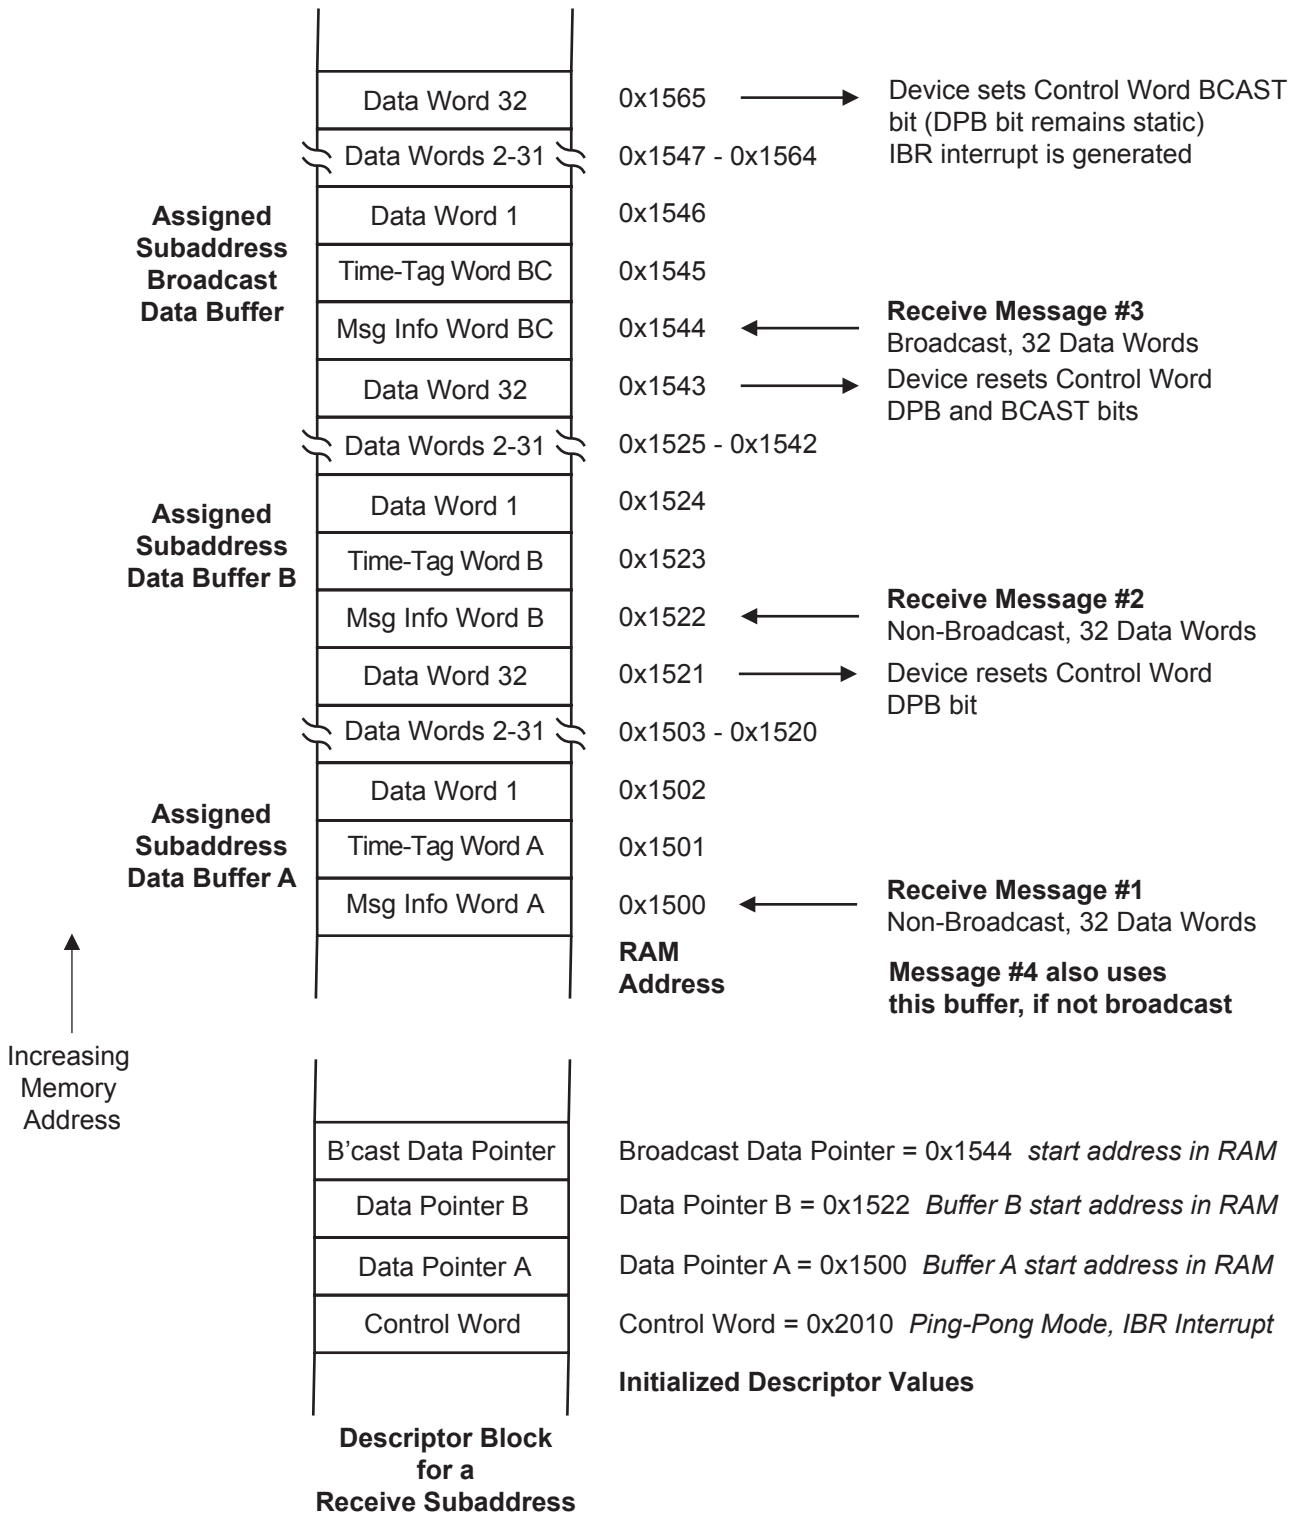 Data Word 32 0x1565 Device sets Control Word BCAST
bit (DPB bit remains static)
Data Words 2-31 0x1547 - 0x1564 IBR interrupt is generated
Assigned
Subaddress
Broadcast
Data Buffer
Data Word 1 0x1546
Time-Tag Word BC 0x1545
Msg Info Word BC 0x1544 Receive Message #3
Broadcast, 32 Data Words
Data Word 32 0x1543 Device resets Control Word
DPB and BCAST bits
Data Words 2-31 0x1525 - 0x1542
Assigned
Subaddress
Data Buffer B
Data Word 1 0x1524
Time-Tag Word B 0x1523
Msg Info Word B 0x1522 Receive Message #2
Non-Broadcast, 32 Data Words
Data Word 32 0x1521 Device resets Control Word
DPB bit
Data Words 2-31 0x1503 - 0x1520
Assigned
Subaddress
Data Buffer A
Data Word 1 0x1502
Time-Tag Word A 0x1501
Msg Info Word A 0x1500 Receive Message #1
Non-Broadcast, 32 Data Words
RAM
Address
Message #4 also uses
this buffer, if not broadcast
Increasing
Memory
Address
B'cast Data Pointer Broadcast Data Pointer = 0x1544 start address in RAM
Data Pointer B Data Pointer B = 0x1522 Buffer B start address in RAM
Data Pointer A Data Pointer A = 0x1500 Buffer A start address in RAM
Control Word Control Word = 0x2010 Ping-Pong Mode, IBR Interrupt
Initialized Descriptor Values
Descriptor Block
for a
Receive Subaddress